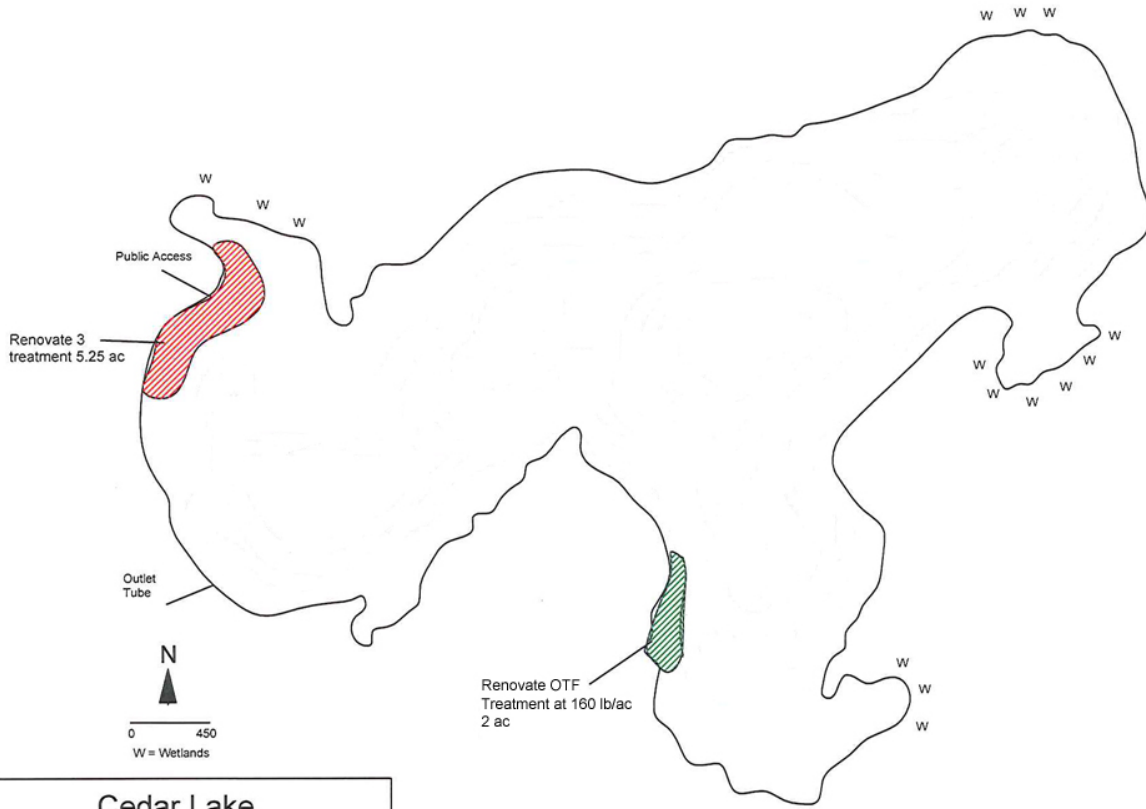 W W W
W
W
W
Public Access
Renovate 3
treatment 5.25 ac
W
W
W
W
W
W
W
Outlet
Tube
N
0 450
W = Wetlands
Renovate OTF
Treatment at 160 lb/ac
2 ac
W
W
W
Cedar Lake